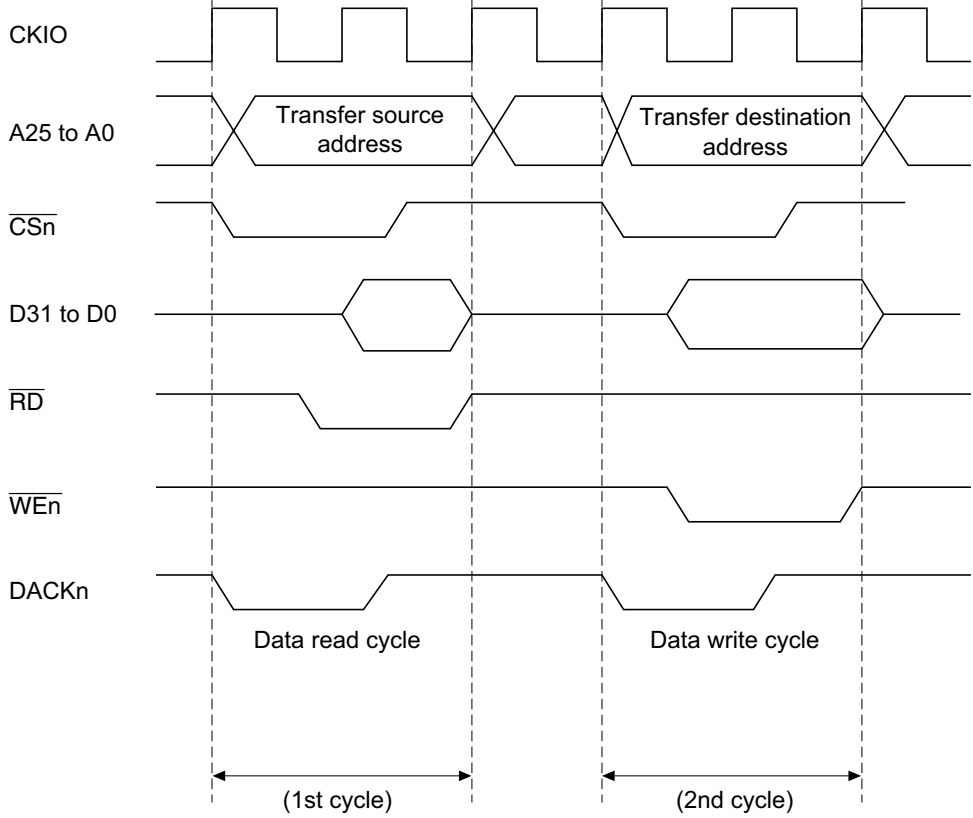 CKIO
A25 to A0
Transfer source
address
Transfer destination
address
CSn
D31 to D0
RD
WEn
DACKn
Data read cycle
Data write cycle
(1st cycle)
(2nd cycle)